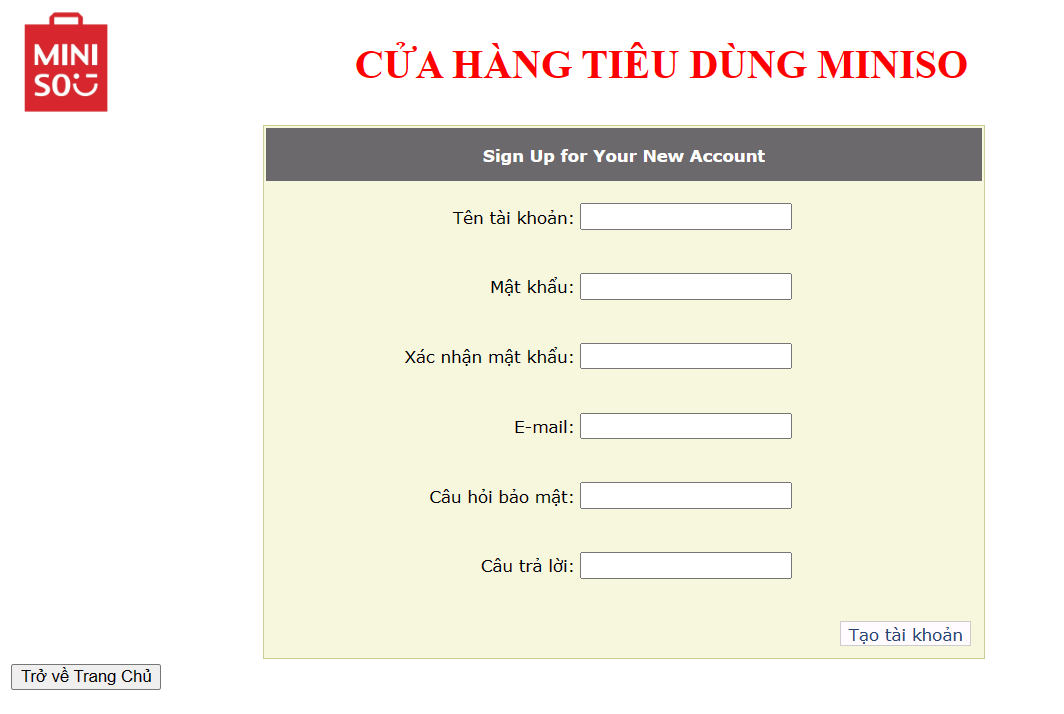 MINI
SO
CỬA HÀNG TIÊU DÙNG MINISO
Sign Up for Your New Account
Tên tài khoản:
Mật khẩu:
Xác nhận mật khẩu:
E-mail:
Câu hỏi bảo mật:
Câu trả lời:
Tạo tài khoản
Trở về Trang Chủ